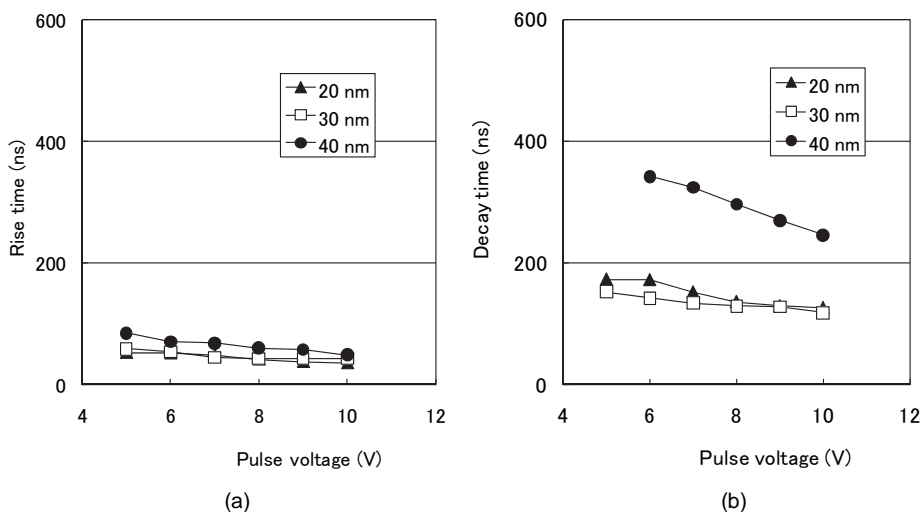 600
400
200
0
Rise time (ns)
20 nm
30 nm
40 nm
4 6 8 10 12
Pulse voltage (V)
(a)
600
400
200
0
Decay time (ns)
20 nm
30 nm
40 nm
4 6 8 10 12
Pulse voltage (V)
(b)